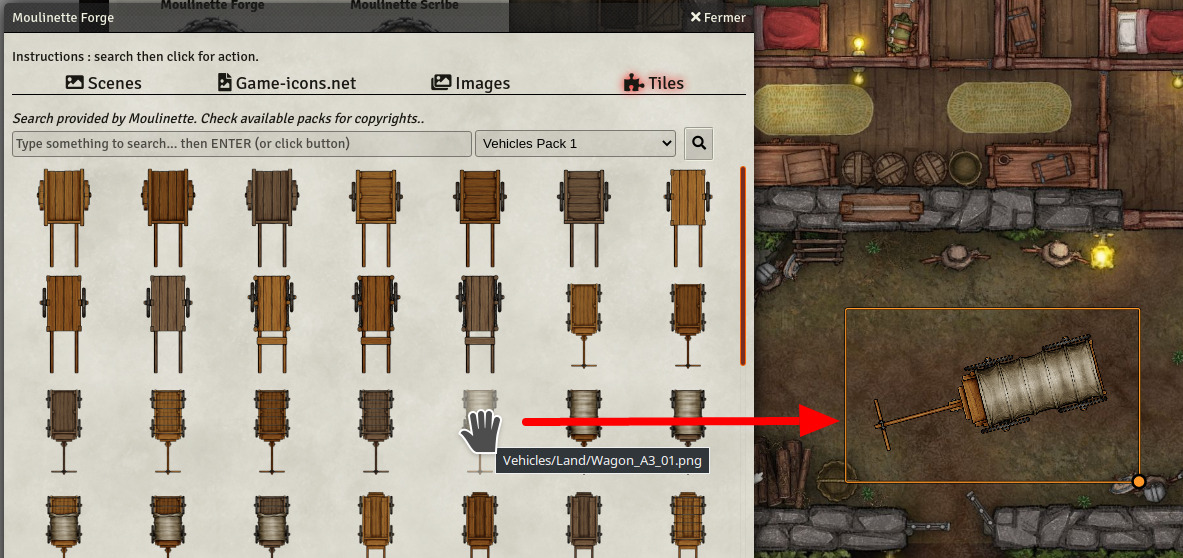 Moulinette Forge Moulinette Scribe
Moulinette Forge Fermer
Instructions : search then click for action.
Scenes Game-icons.net Images Tiles
Search provided by Moulinette. Check available packs for copyrights..
Type something to search... then ENTER (or click button) Vehicles Pack 1
Vehicles/Land/Wagon_A3_01.png